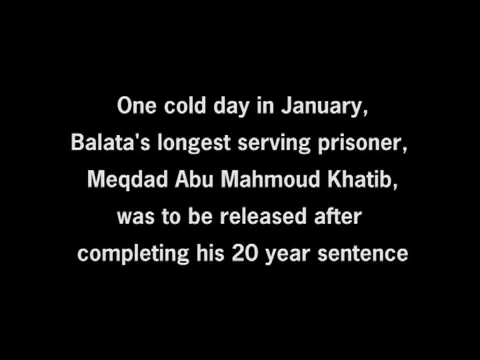 One cold day in January,
Balata's longest serving prisoner,
Meqdad Abu Mahmoud Khatib,
was to be released after
completing his 20 year sentence